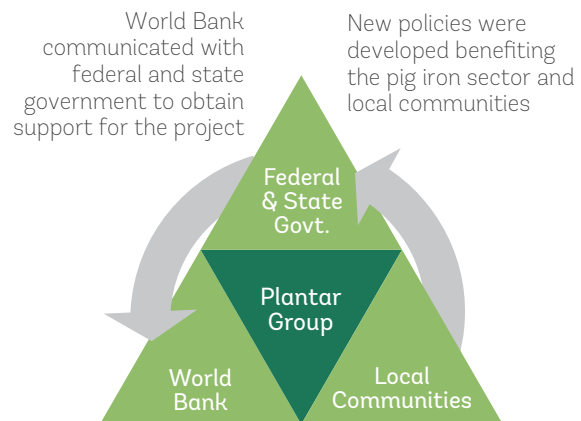 World Bank
communicated with
federal and state
government to obtain
support for the project
New policies were
developed benefiting
the pig iron sector and
local communities
Federal
& State
Govt.
Plantar
Group
World
Bank
Local
Communities